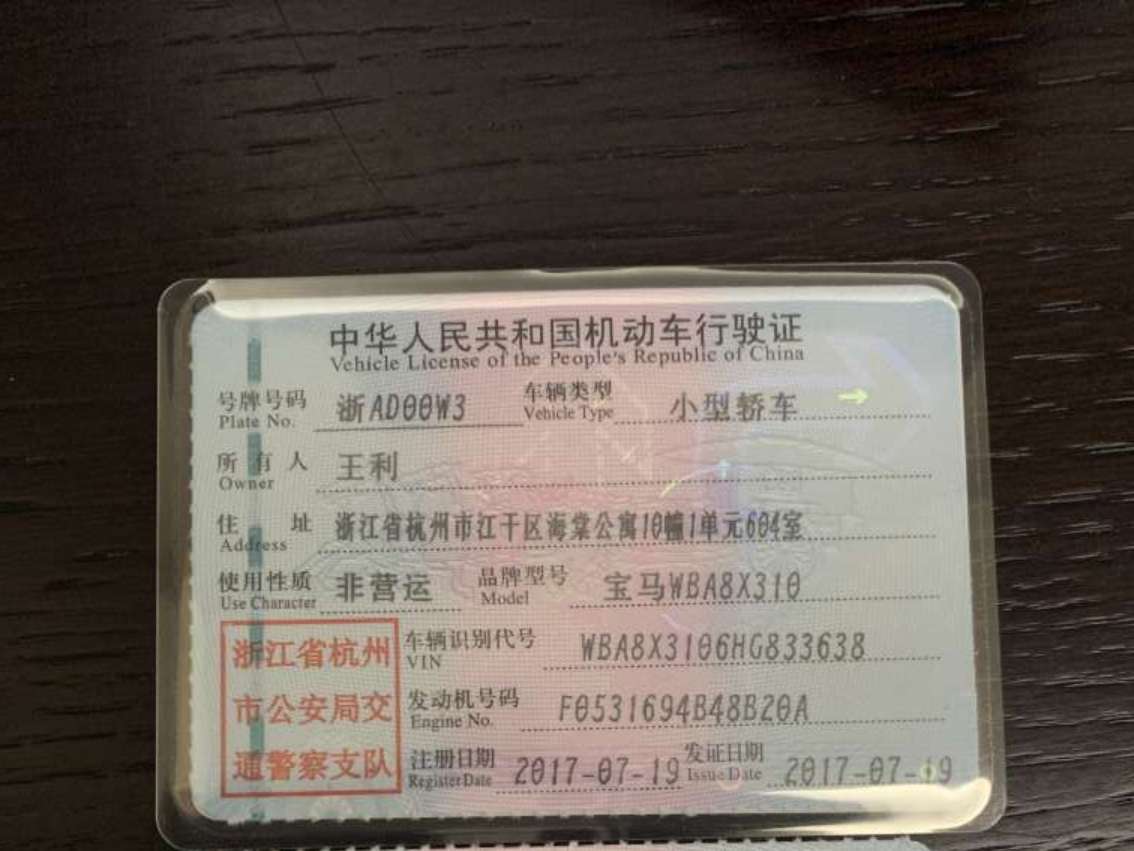 中华人民共和国机动车行驶证
Vehicle License of the People's Republic of China
号牌号码 浙AD00W3 车辆类型 小型轿车
Plate No. Vehicle Type
所有人 王利
Owner
住址 浙江省杭州市江干区海棠公寓10幢1单元604室
Address
使用性质 非营运 品牌型号 宝马WBA8X310
Use Character Model
浙江省杭州 车辆识别代号 WBA8X3106HG833638
VIN
市公安局交 发动机号码 F0531694B48B20A
Engine No.
通警察支队 注册日期 2017-07-19 发证日期 2017-07-19
Register Date Issue Date